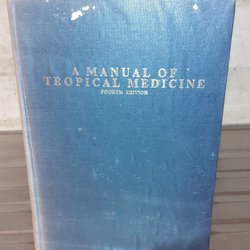 A MANUAL OF
TROPICAL MEDICINE
FOURTH EDITION